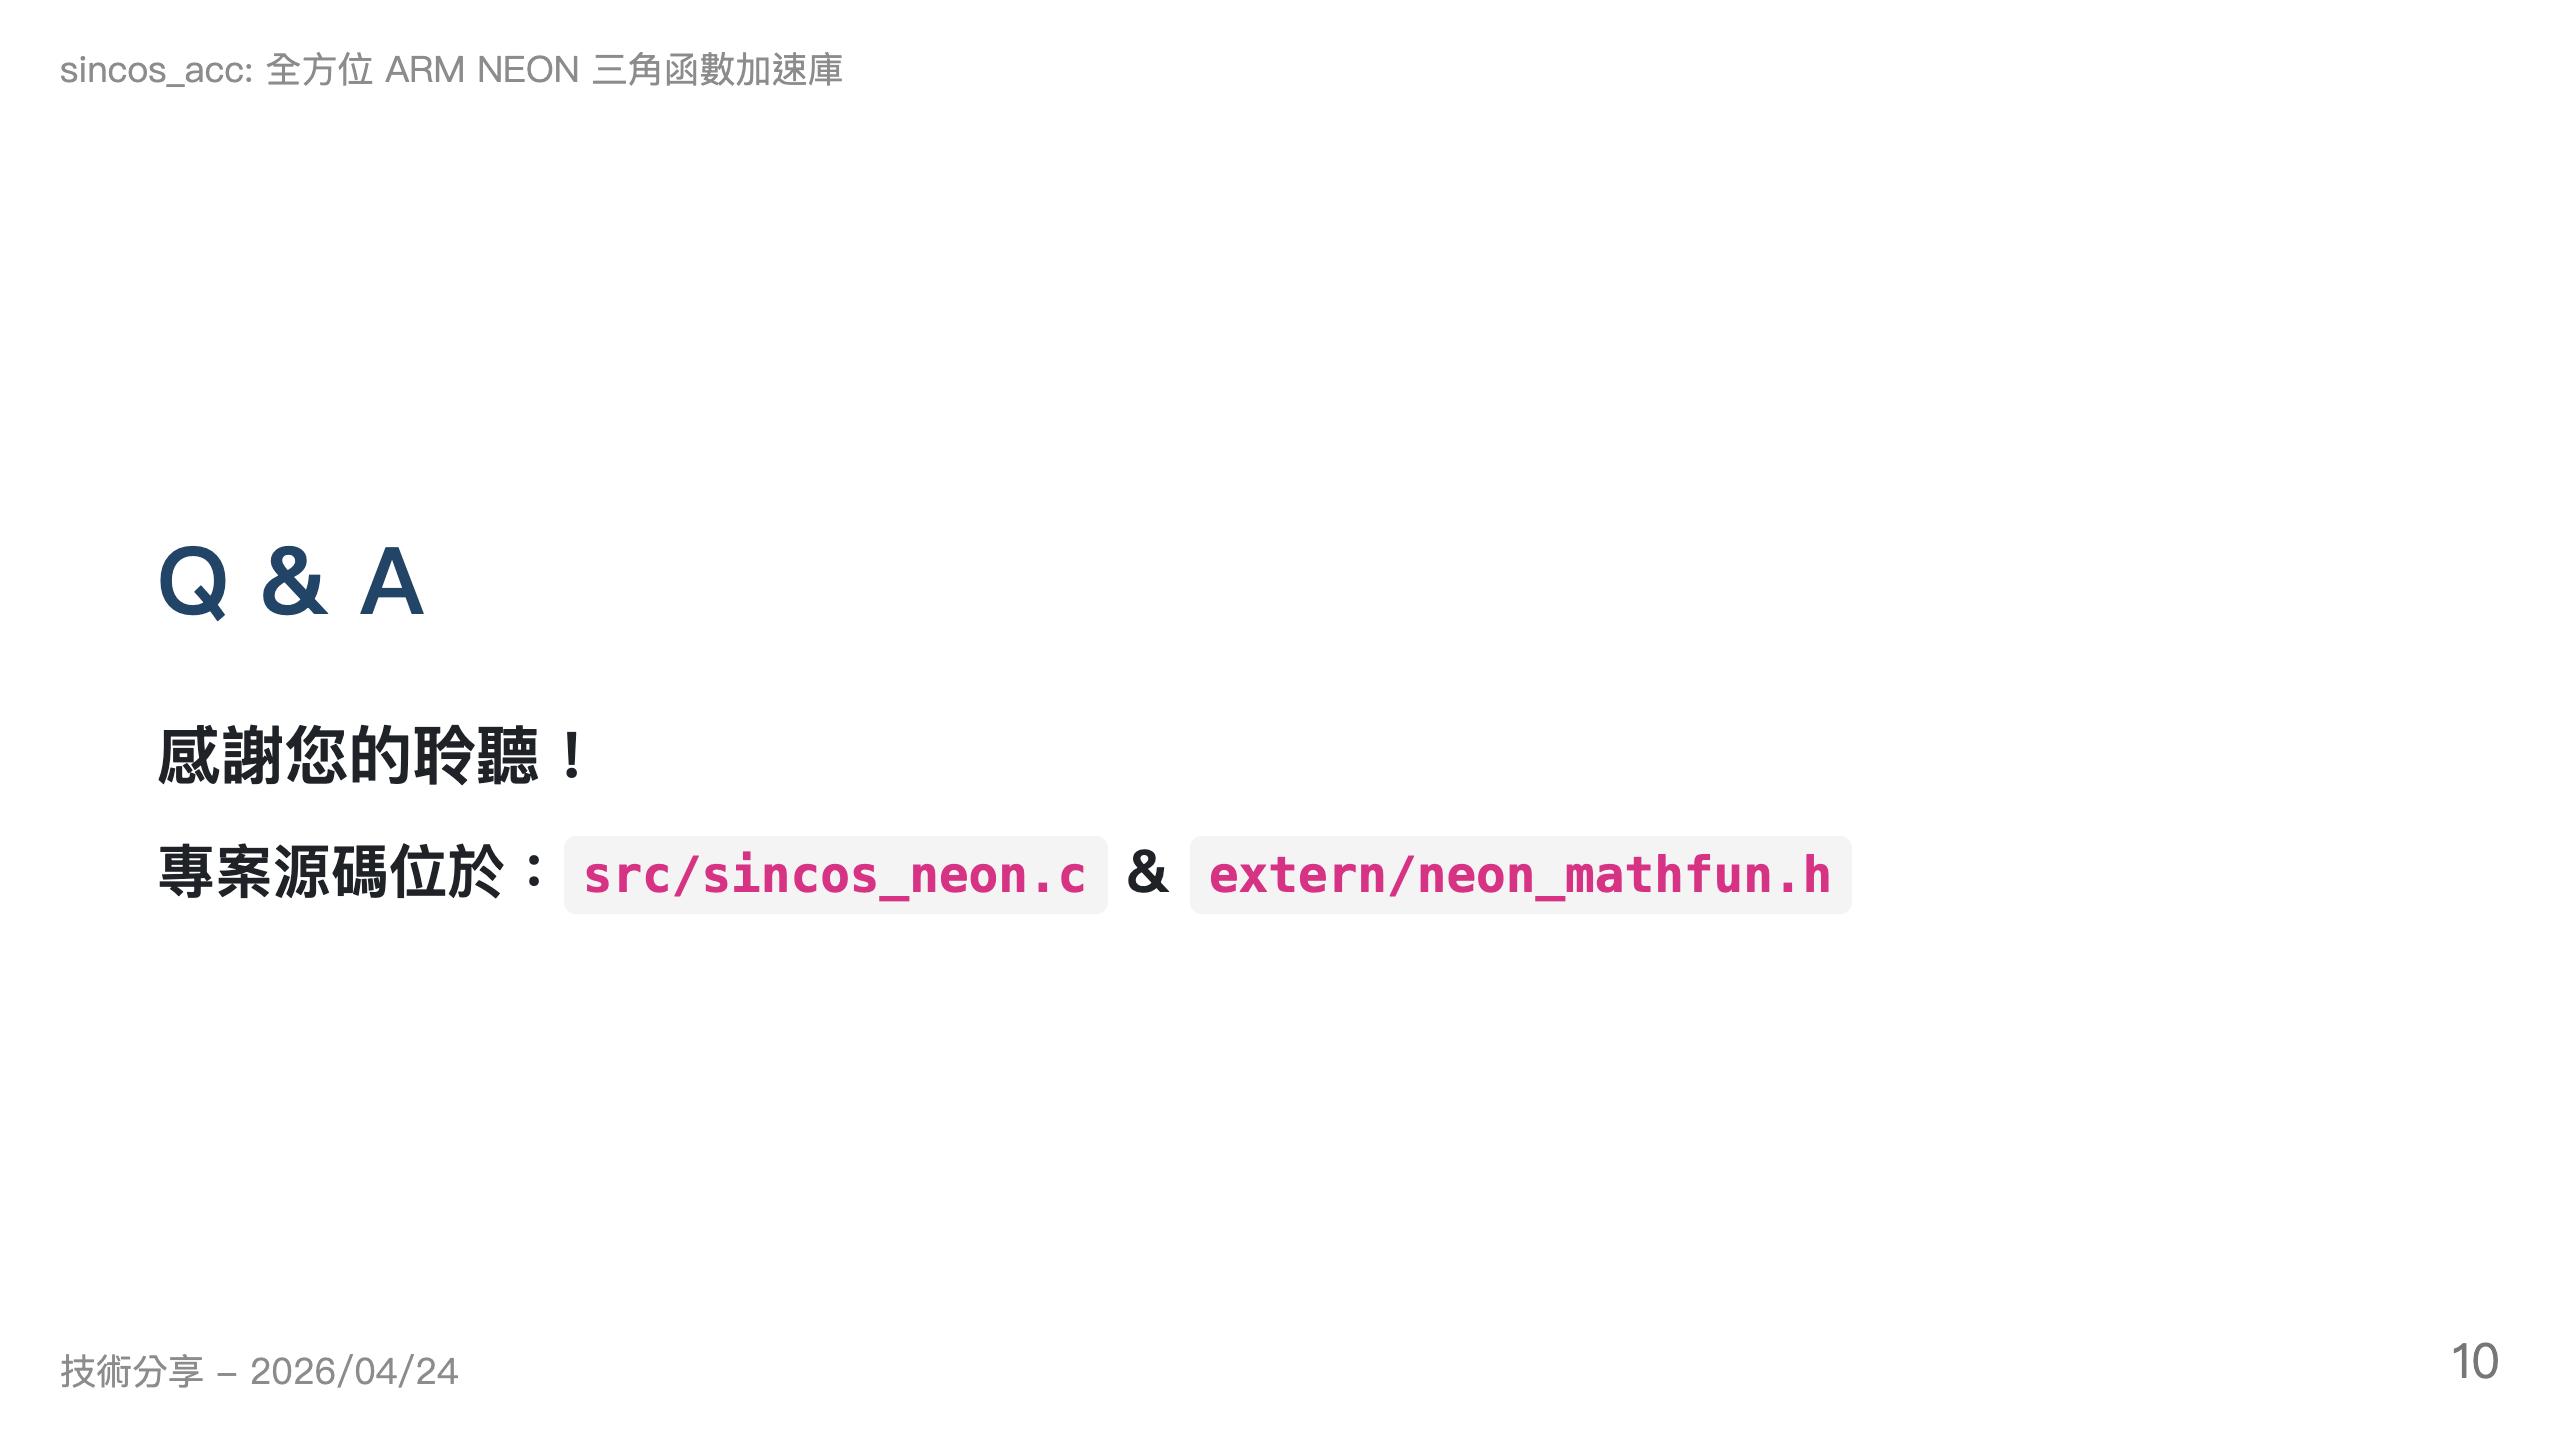 sincos_acc: 全方位 ARM NEON 三角函數加速庫
Q & A
感謝您的聆聽！
專案源碼位於：src/sincos_neon.c & extern/neon_mathfun.h
技術分享 – 2026/04/24
10